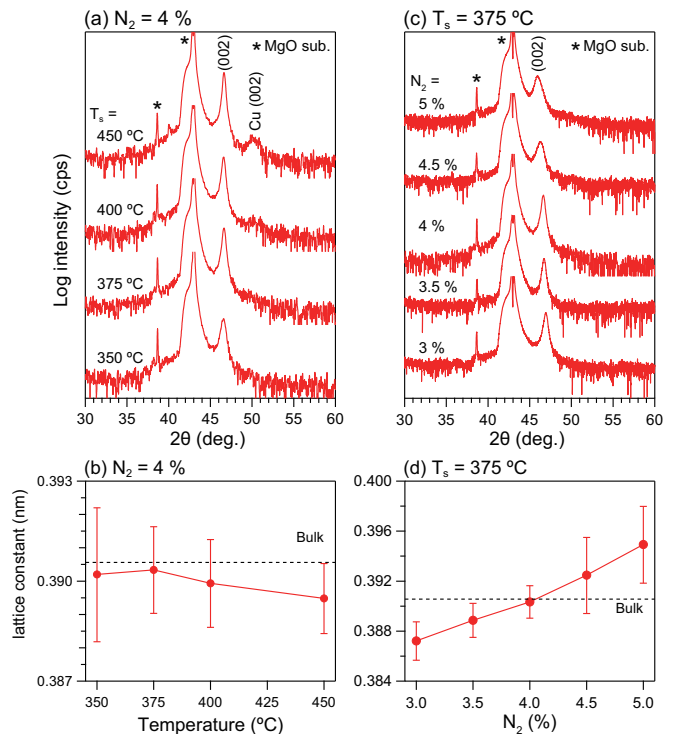 (a) N₂ = 4 %
* MgO sub.
*
*
(002)
Cu (002)
Tₛ =
450 ºC
400 ºC
375 ºC
350 ºC
Log intensity (cps)
30 35 40 45 50 55 60
2θ (deg.)
(c) Tₛ = 375 ºC
* MgO sub.
*
*
(002)
N₂ =
5 %
4.5 %
4 %
3.5 %
3 %
30 35 40 45 50 55 60
2θ (deg.)
(b) N₂ = 4 %
0.393
0.390
0.387
lattice constant (nm)
Bulk
350 375 400 425 450
Temperature (ºC)
(d) Tₛ = 375 ºC
0.400
0.396
0.392
0.388
0.384
Bulk
3.0 3.5 4.0 4.5 5.0
N₂ (%)